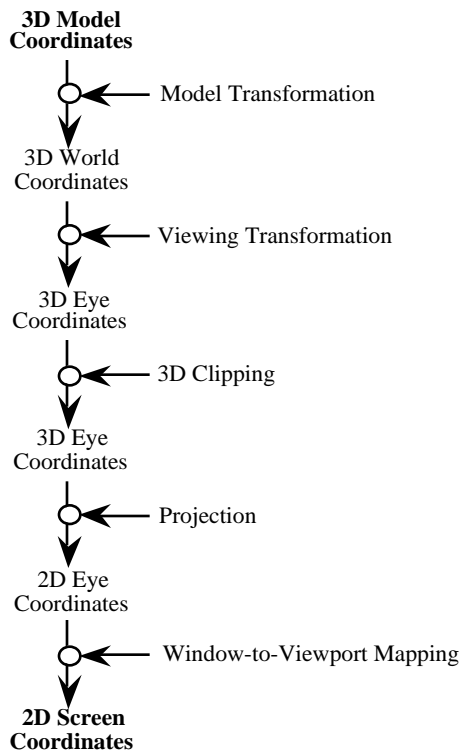 3D Model
Coordinates
Model Transformation
3D World
Coordinates
Viewing Transformation
3D Eye
Coordinates
3D Clipping
3D Eye
Coordinates
Projection
2D Eye
Coordinates
Window-to-Viewport Mapping
2D Screen
Coordinates